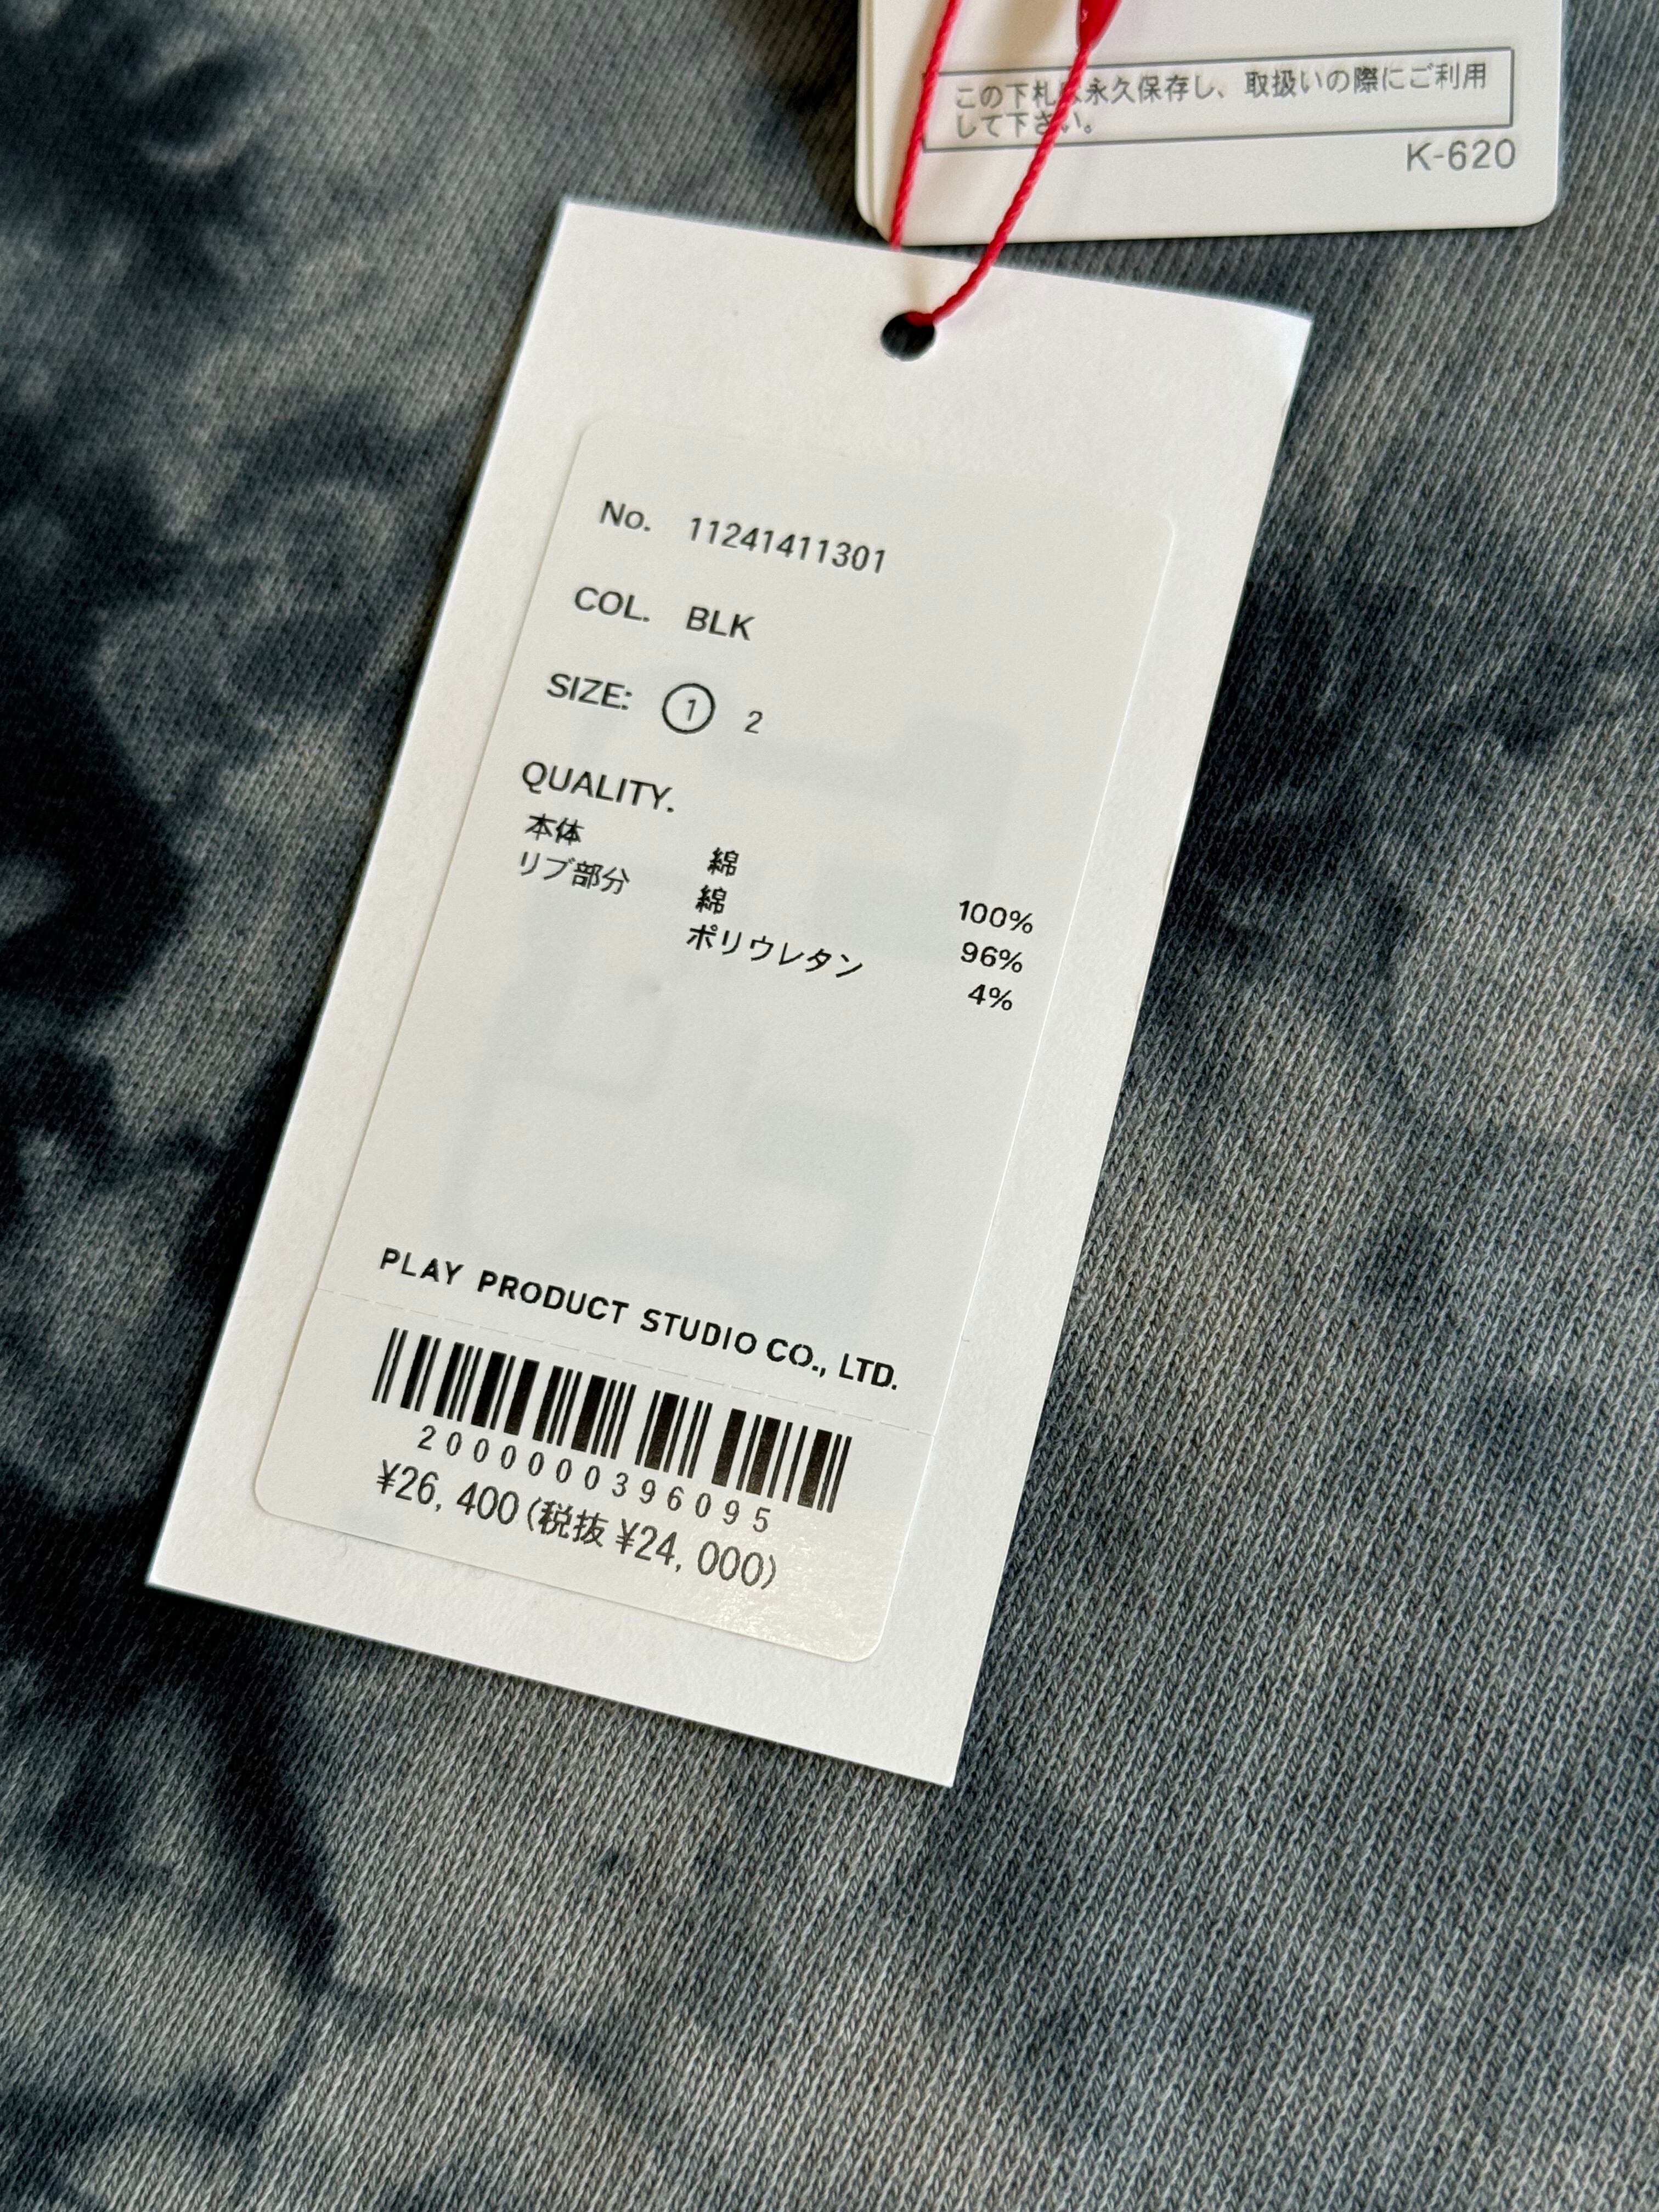 この下札は永久保存し、取扱いの際にご利用
して下さい。
K-620
No. 11241411301
COL. BLK
SIZE: ① 2
QUALITY.
本体 綿 100%
リブ部分 綿 96%
ポリウレタン 4%
PLAY PRODUCT STUDIO CO., LTD.
2000000396095
¥26,400(税抜 ¥24,000)